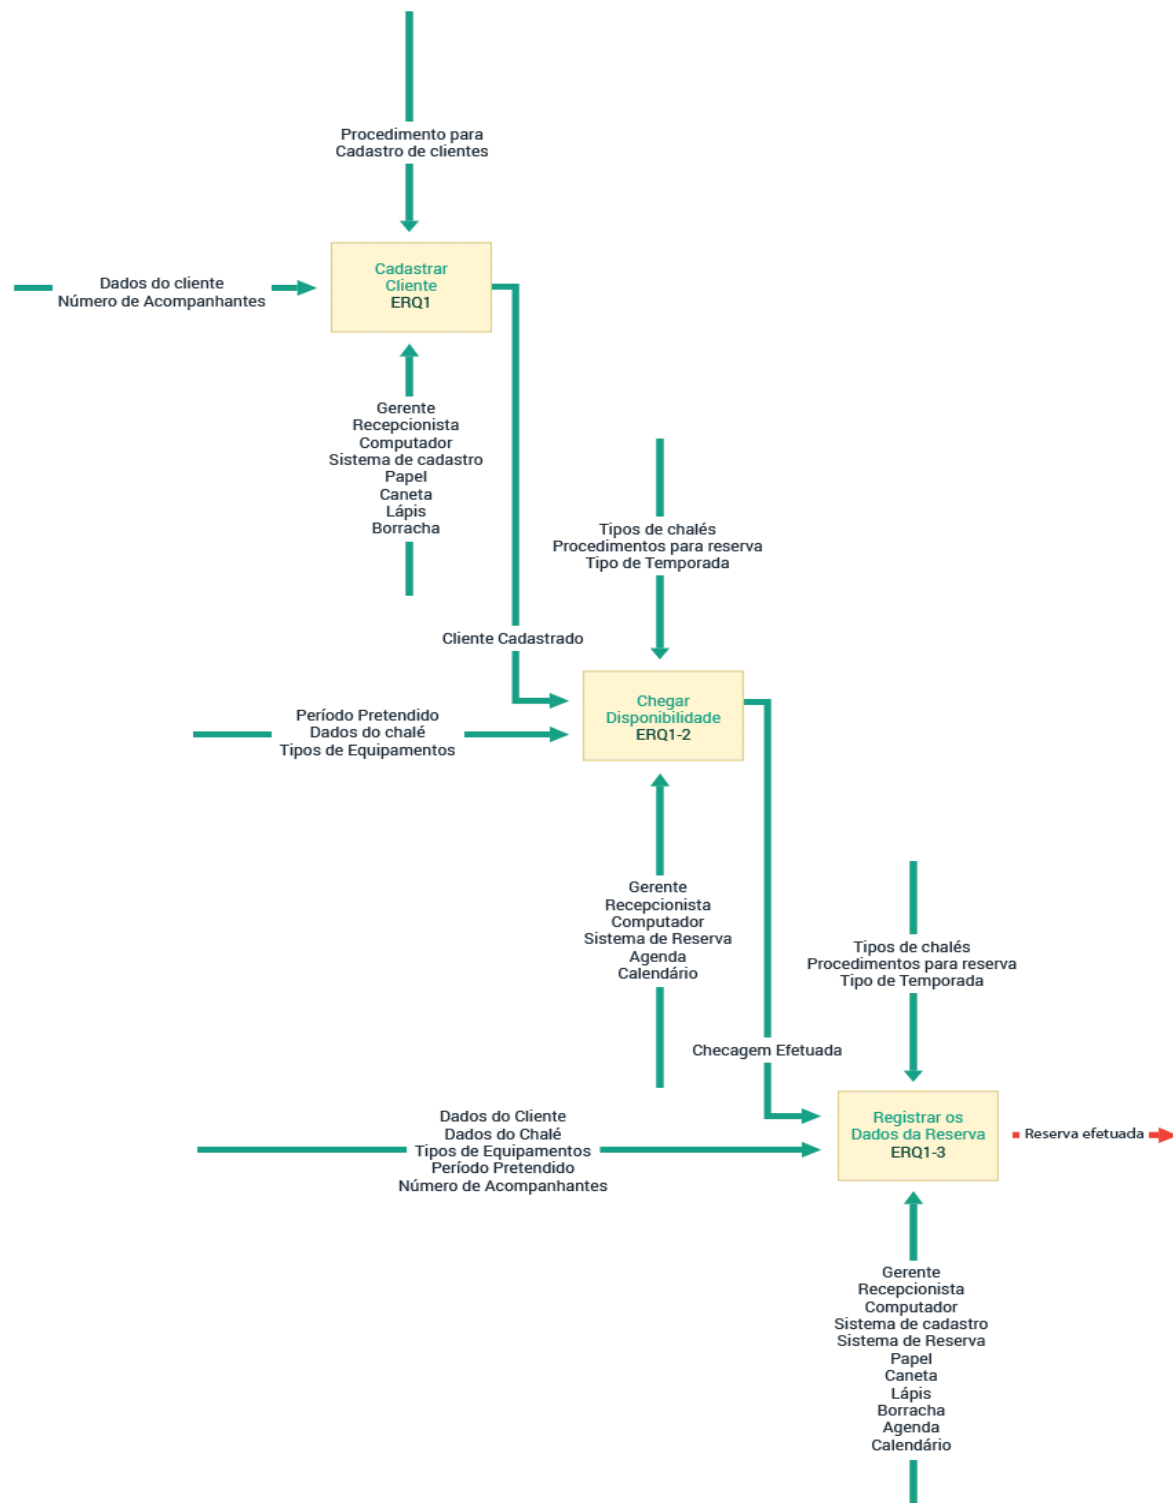 Procedimento para
Cadastro de clientes
Cadastrar
Cliente
ERQ1
Dados do cliente
Número de Acompanhantes
Gerente
Recepcionista
Computador
Sistema de cadastro
Papel
Caneta
Lápis
Borracha
Tipos de chalés
Procedimentos para reserva
Tipo de Temporada
Cliente Cadastrado
Chegar
Disponibilidade
ERQ1-2
Período Pretendido
Dados do chalé
Tipos de Equipamentos
Gerente
Recepcionista
Computador
Sistema de Reserva
Agenda
Calendário
Tipos de chalés
Procedimentos para reserva
Tipo de Temporada
Checagem Efetuada
Dados do Cliente
Dados do Chalé
Tipos de Equipamentos
Período Pretendido
Número de Acompanhantes
Registrar os
Dados da Reserva
ERQ1-3
Reserva efetuada
Gerente
Recepcionista
Computador
Sistema de cadastro
Sistema de Reserva
Papel
Caneta
Lápis
Borracha
Agenda
Calendário